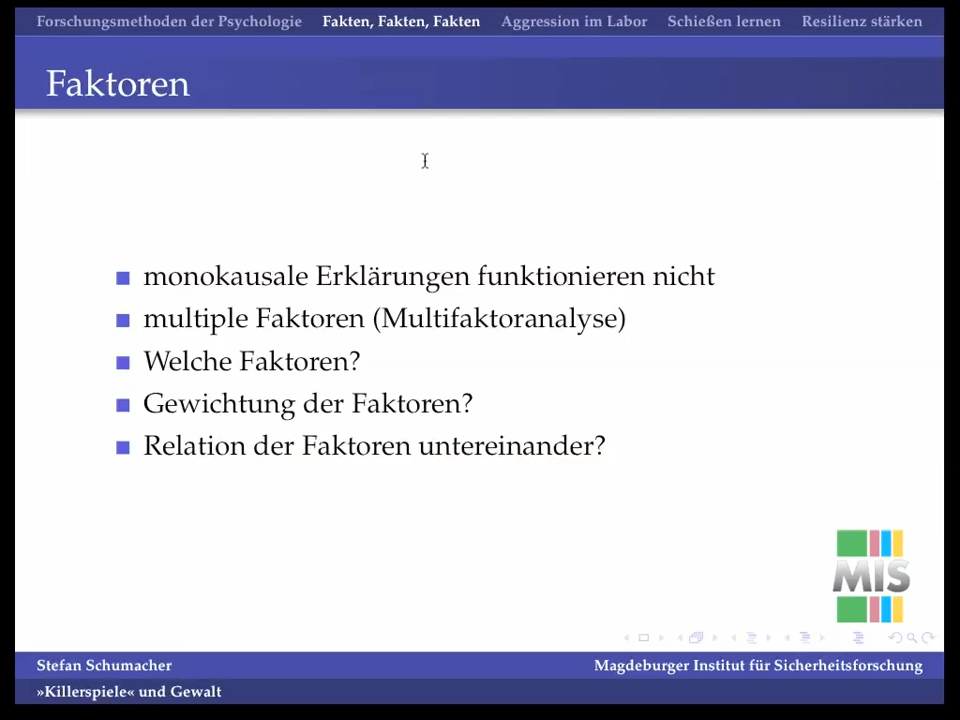 Forschungsmethoden der Psychologie Fakten, Fakten, Fakten Aggression im Labor Schießen lernen Resilienz stärken
Faktoren
monokausale Erklärungen funktionieren nicht
multiple Faktoren (Multifaktoranalyse)
Welche Faktoren?
Gewichtung der Faktoren?
Relation der Faktoren untereinander?
MIS
Stefan Schumacher Magdeburger Institut für Sicherheitsforschung
»Killerspiele« und Gewalt